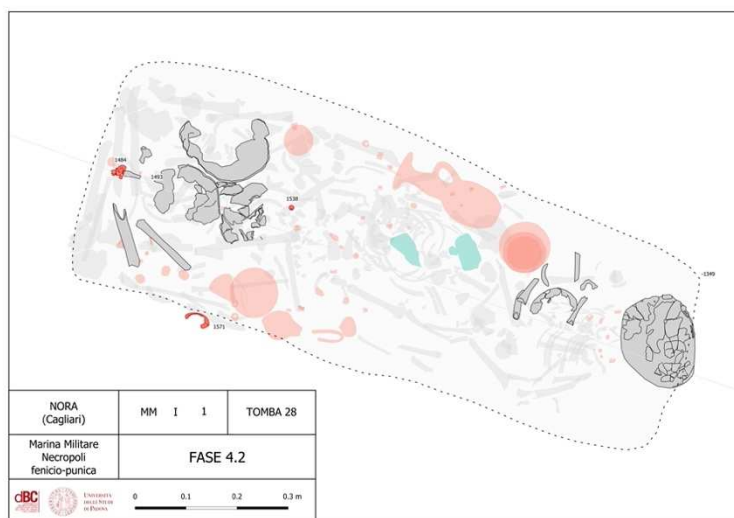 1484
1493
1538
-1349
1571
NORA
(Cagliari)
MM I 1
TOMBA 28
Marina Militare
Necropoli
fenicio-punica
FASE 4.2
dBC
UNIVERSITÀ
DEGLI STUDI
DI PADOVA
0 0.1 0.2 0.3 m